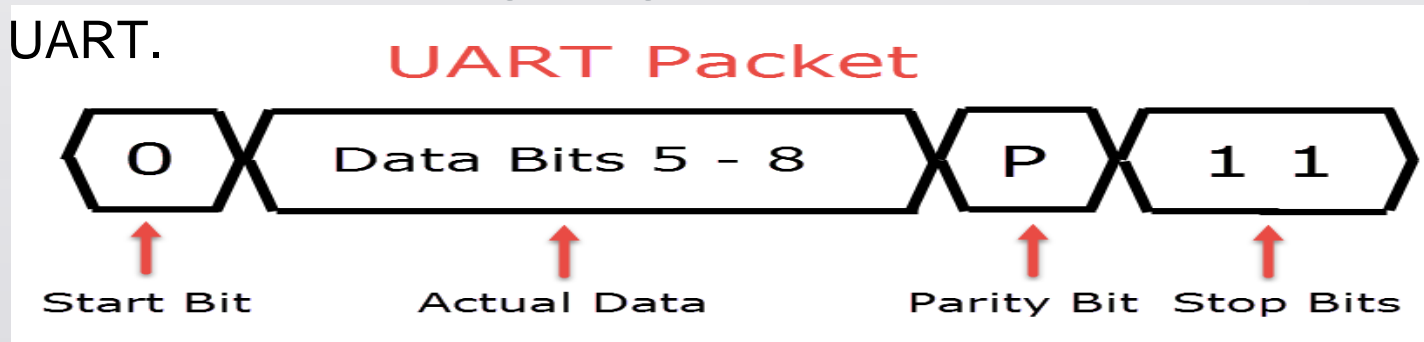 UART.
UART Packet
0 Data Bits 5 - 8 P 1 1
Start Bit Actual Data Parity Bit Stop Bits